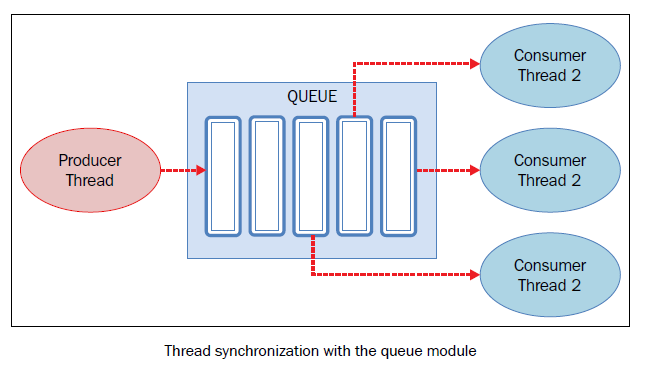 QUEUE
Producer
Thread
Consumer
Thread 2
Consumer
Thread 2
Consumer
Thread 2
Thread synchronization with the queue module